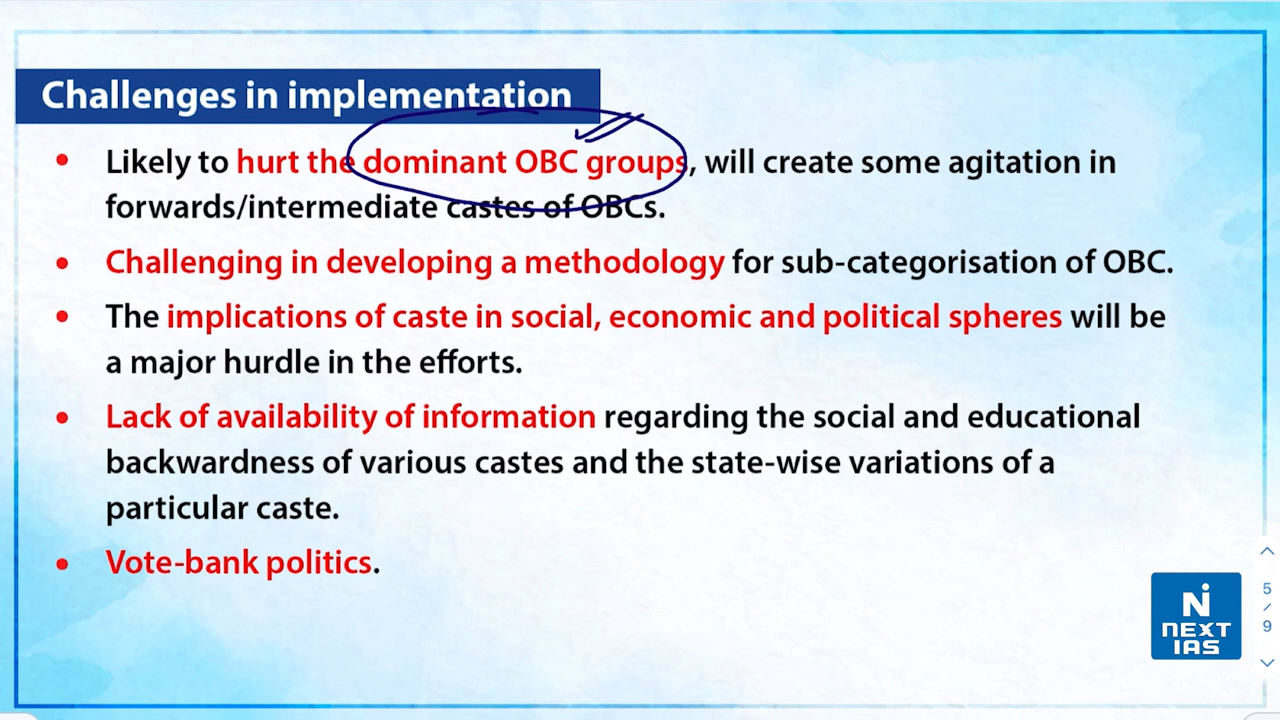 Challenges in implementation
• Likely to hurt the dominant OBC groups, will create some agitation in
forwards/intermediate castes of OBCs.
• Challenging in developing a methodology for sub-categorisation of OBC.
• The implications of caste in social, economic and political spheres will be
a major hurdle in the efforts.
• Lack of availability of information regarding the social and educational
backwardness of various castes and the state-wise variations of a
particular caste.
• Vote-bank politics.
N
NEXT
IAS
5
/
9